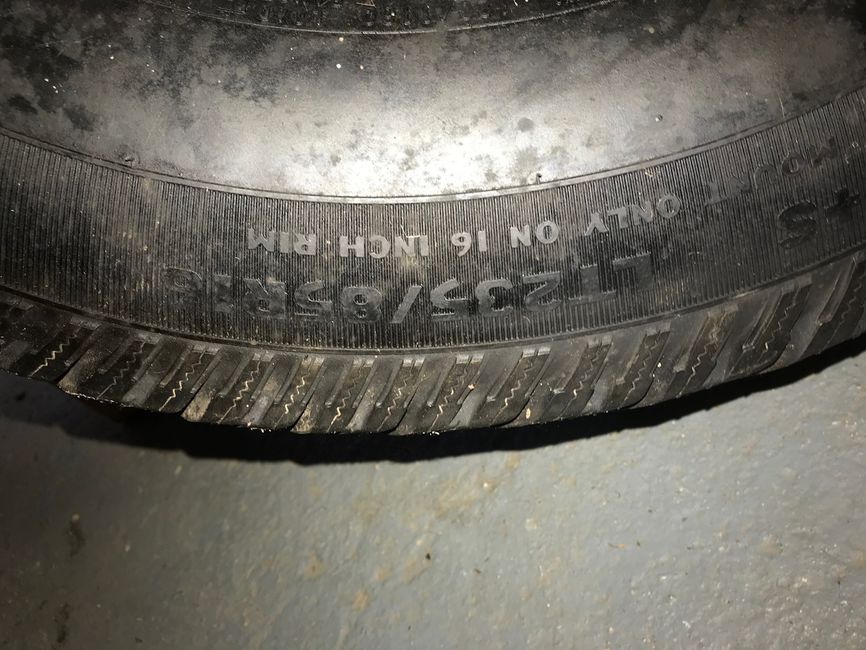 +S LT235/85R16
MOUNT ONLY ON 16 INCH RIM